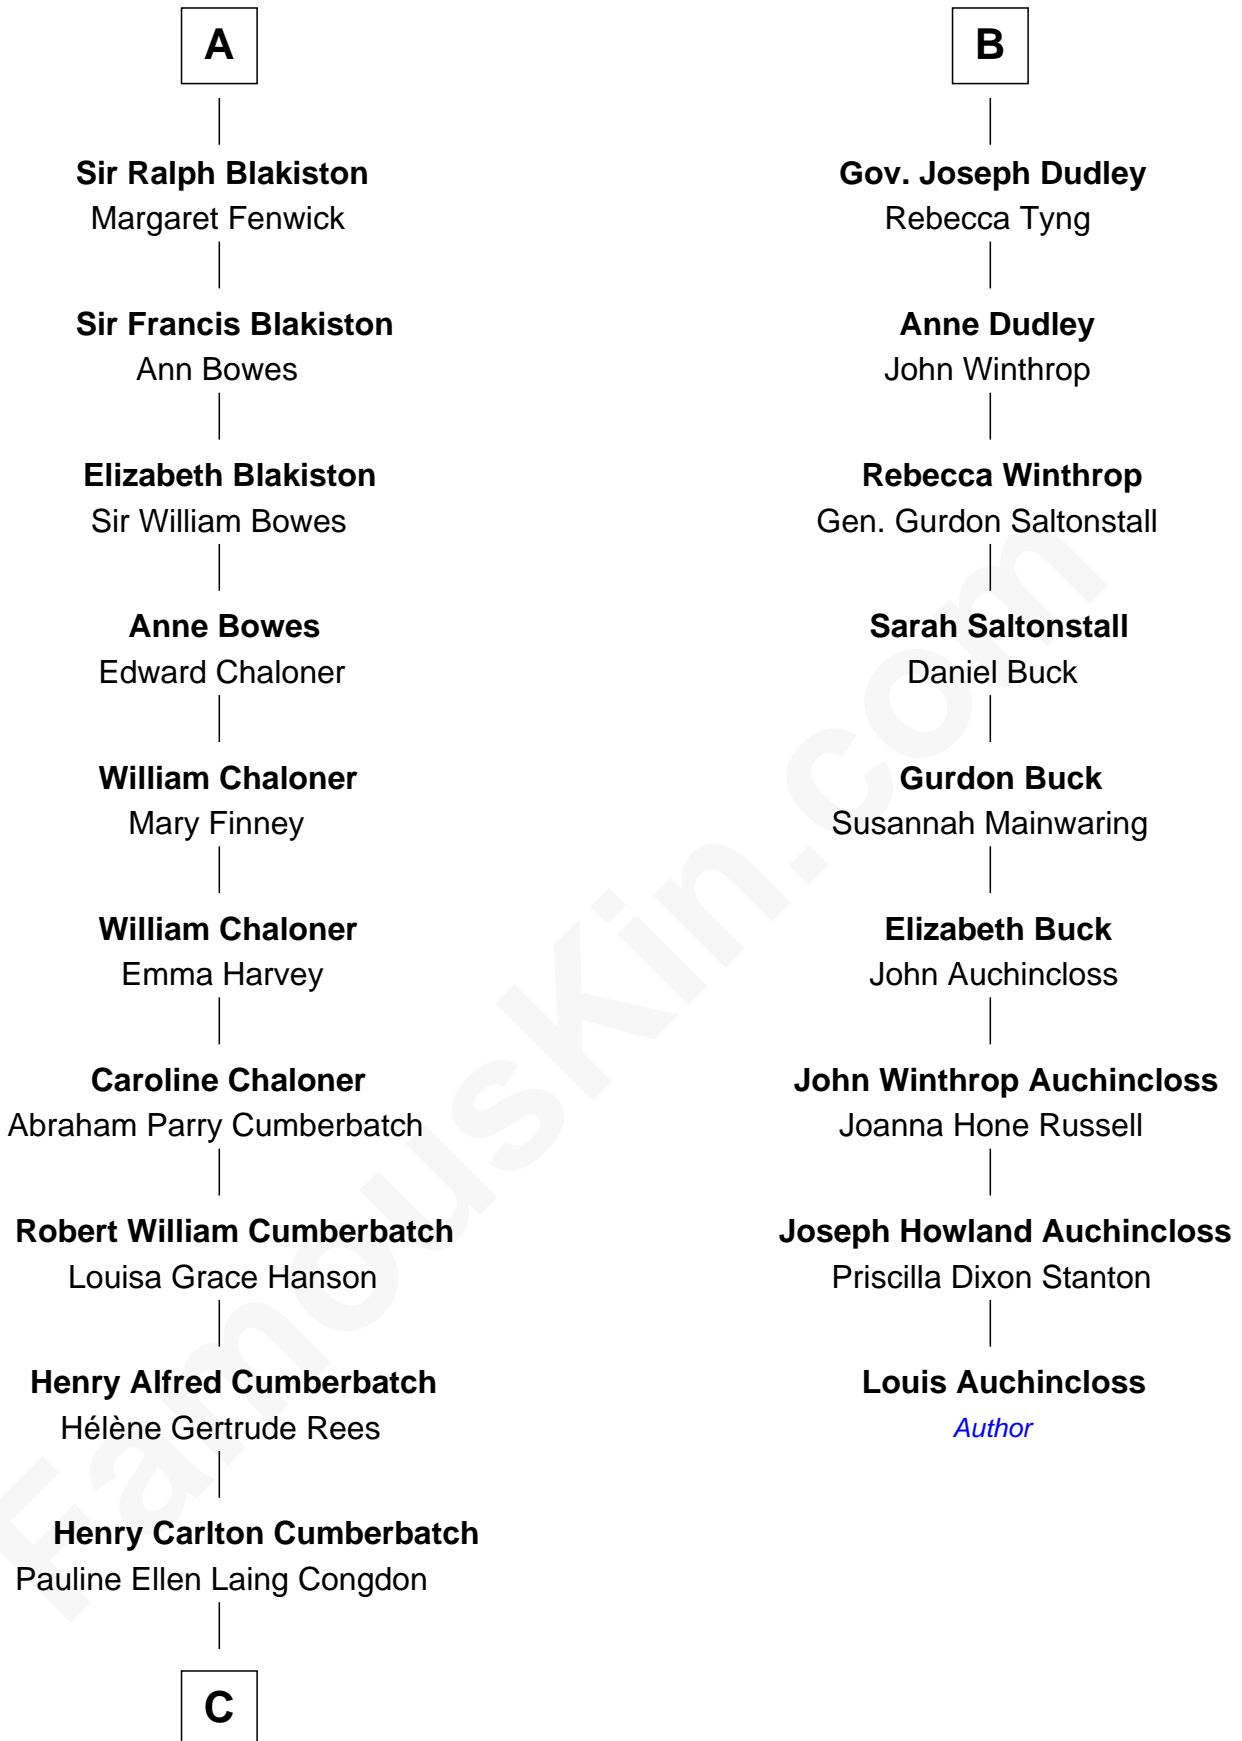 A
Sir Ralph Blakiston
Margaret Fenwick
Sir Francis Blakiston
Ann Bowes
Elizabeth Blakiston
Sir William Bowes
Anne Bowes
Edward Chaloner
William Chaloner
Mary Finney
William Chaloner
Emma Harvey
Caroline Chaloner
Abraham Parry Cumberbatch
Robert William Cumberbatch
Louisa Grace Hanson
Henry Alfred Cumberbatch
Hélène Gertrude Rees
Henry Carlton Cumberbatch
Pauline Ellen Laing Congdon
C
B
Gov. Joseph Dudley
Rebecca Tyng
Anne Dudley
John Winthrop
Rebecca Winthrop
Gen. Gurdon Saltonstall
Sarah Saltonstall
Daniel Buck
Gurdon Buck
Susannah Mainwaring
Elizabeth Buck
John Auchincloss
John Winthrop Auchincloss
Joanna Hone Russell
Joseph Howland Auchincloss
Priscilla Dixon Stanton
Louis Auchincloss
Author
FamousKin.com